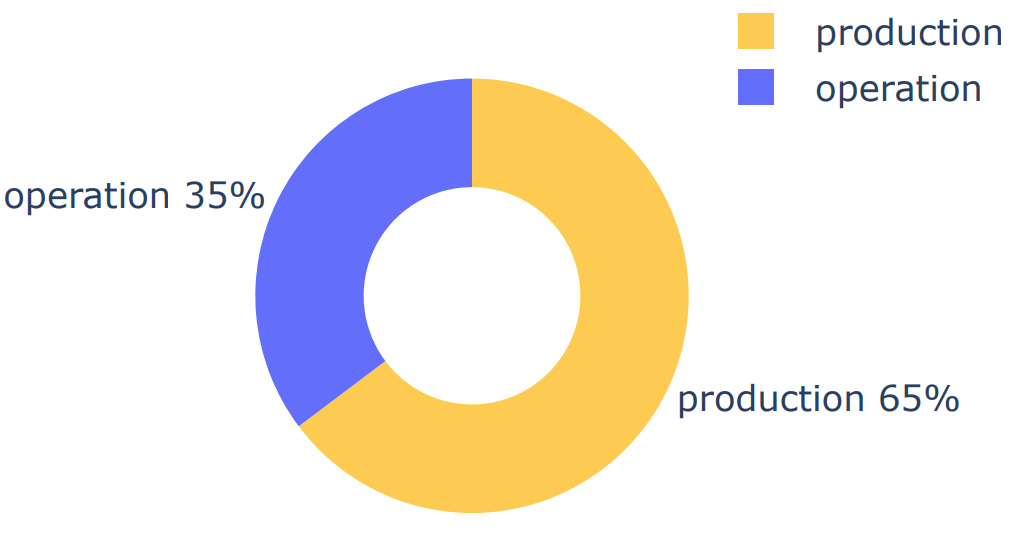 production
operation
operation 35%
production 65%